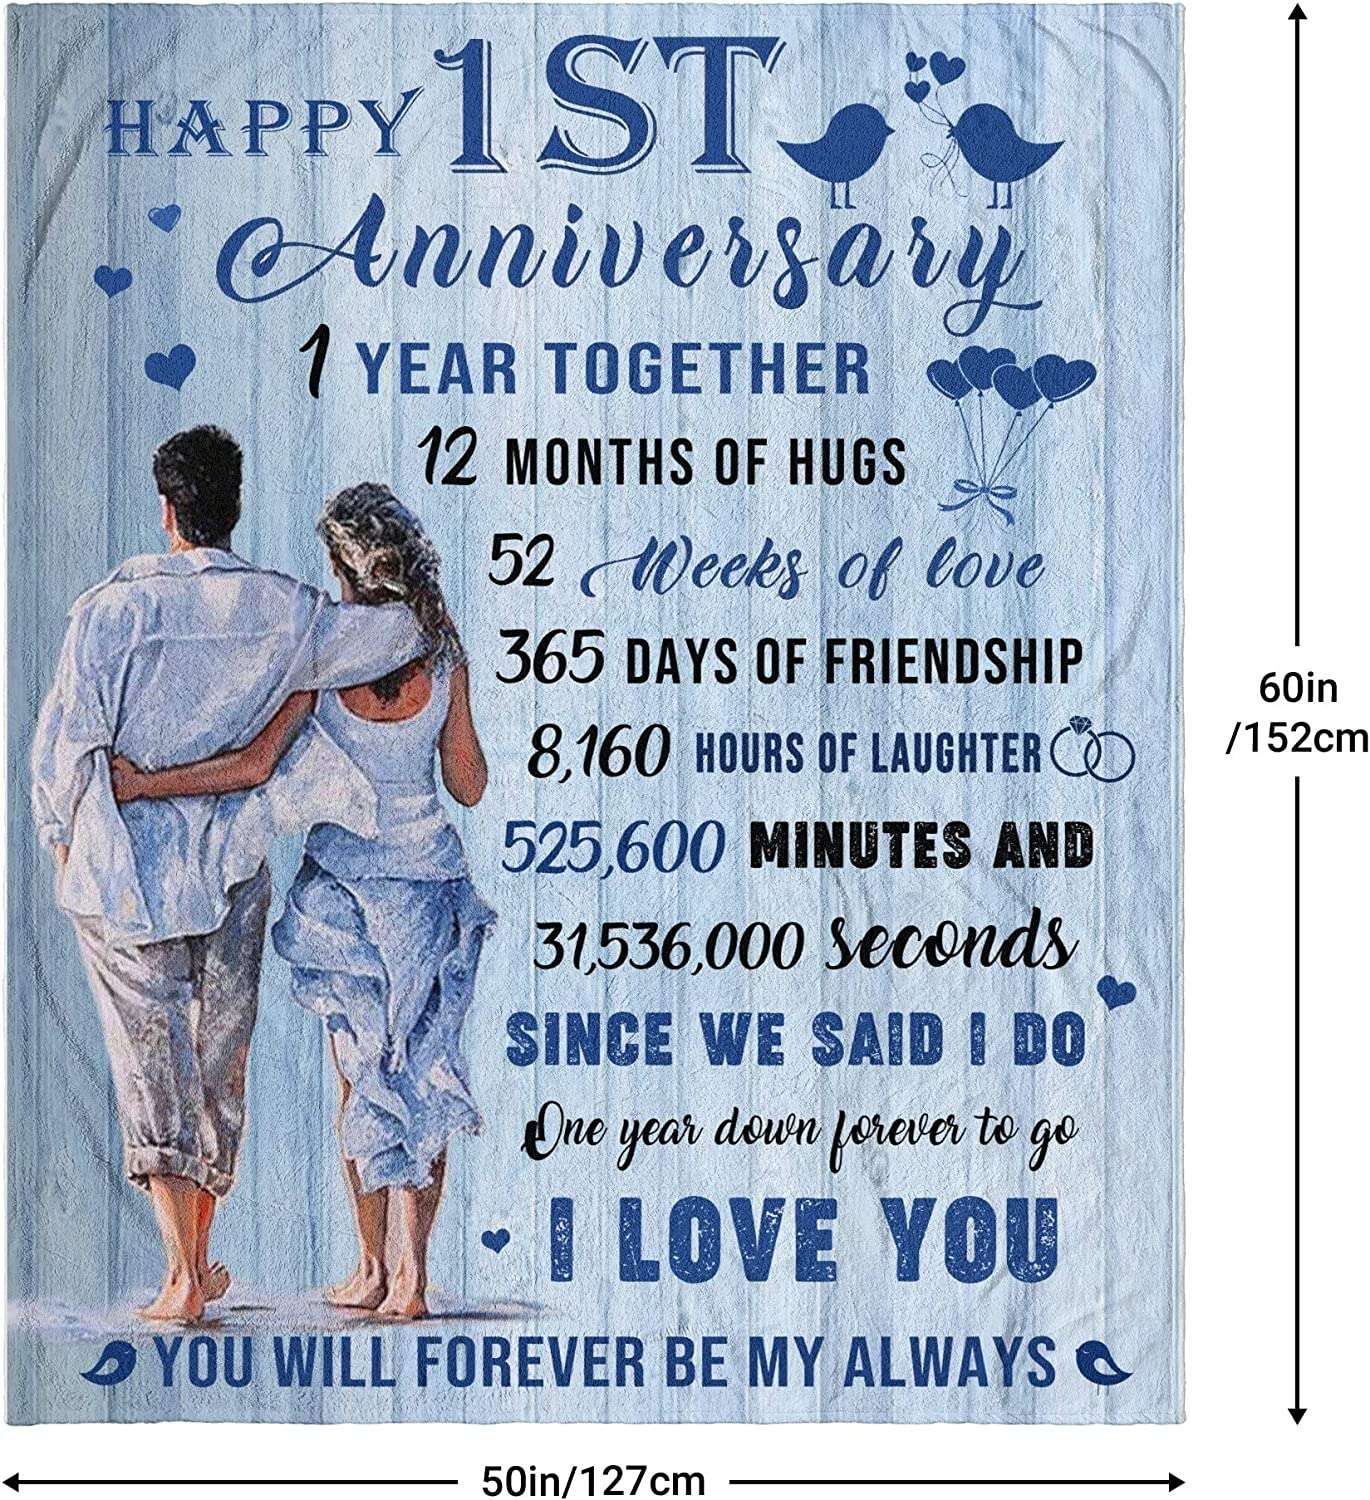 HAPPY 1ST
Anniversary
1 YEAR TOGETHER
12 MONTHS OF HUGS
52 Weeks of love
365 DAYS OF FRIENDSHIP
8,160 HOURS OF LAUGHTER
525,600 MINUTES AND
31,536,000 seconds
SINCE WE SAID I DO
One year down forever to go
I LOVE YOU
YOU WILL FOREVER BE MY ALWAYS
60in
/152cm
50in/127cm